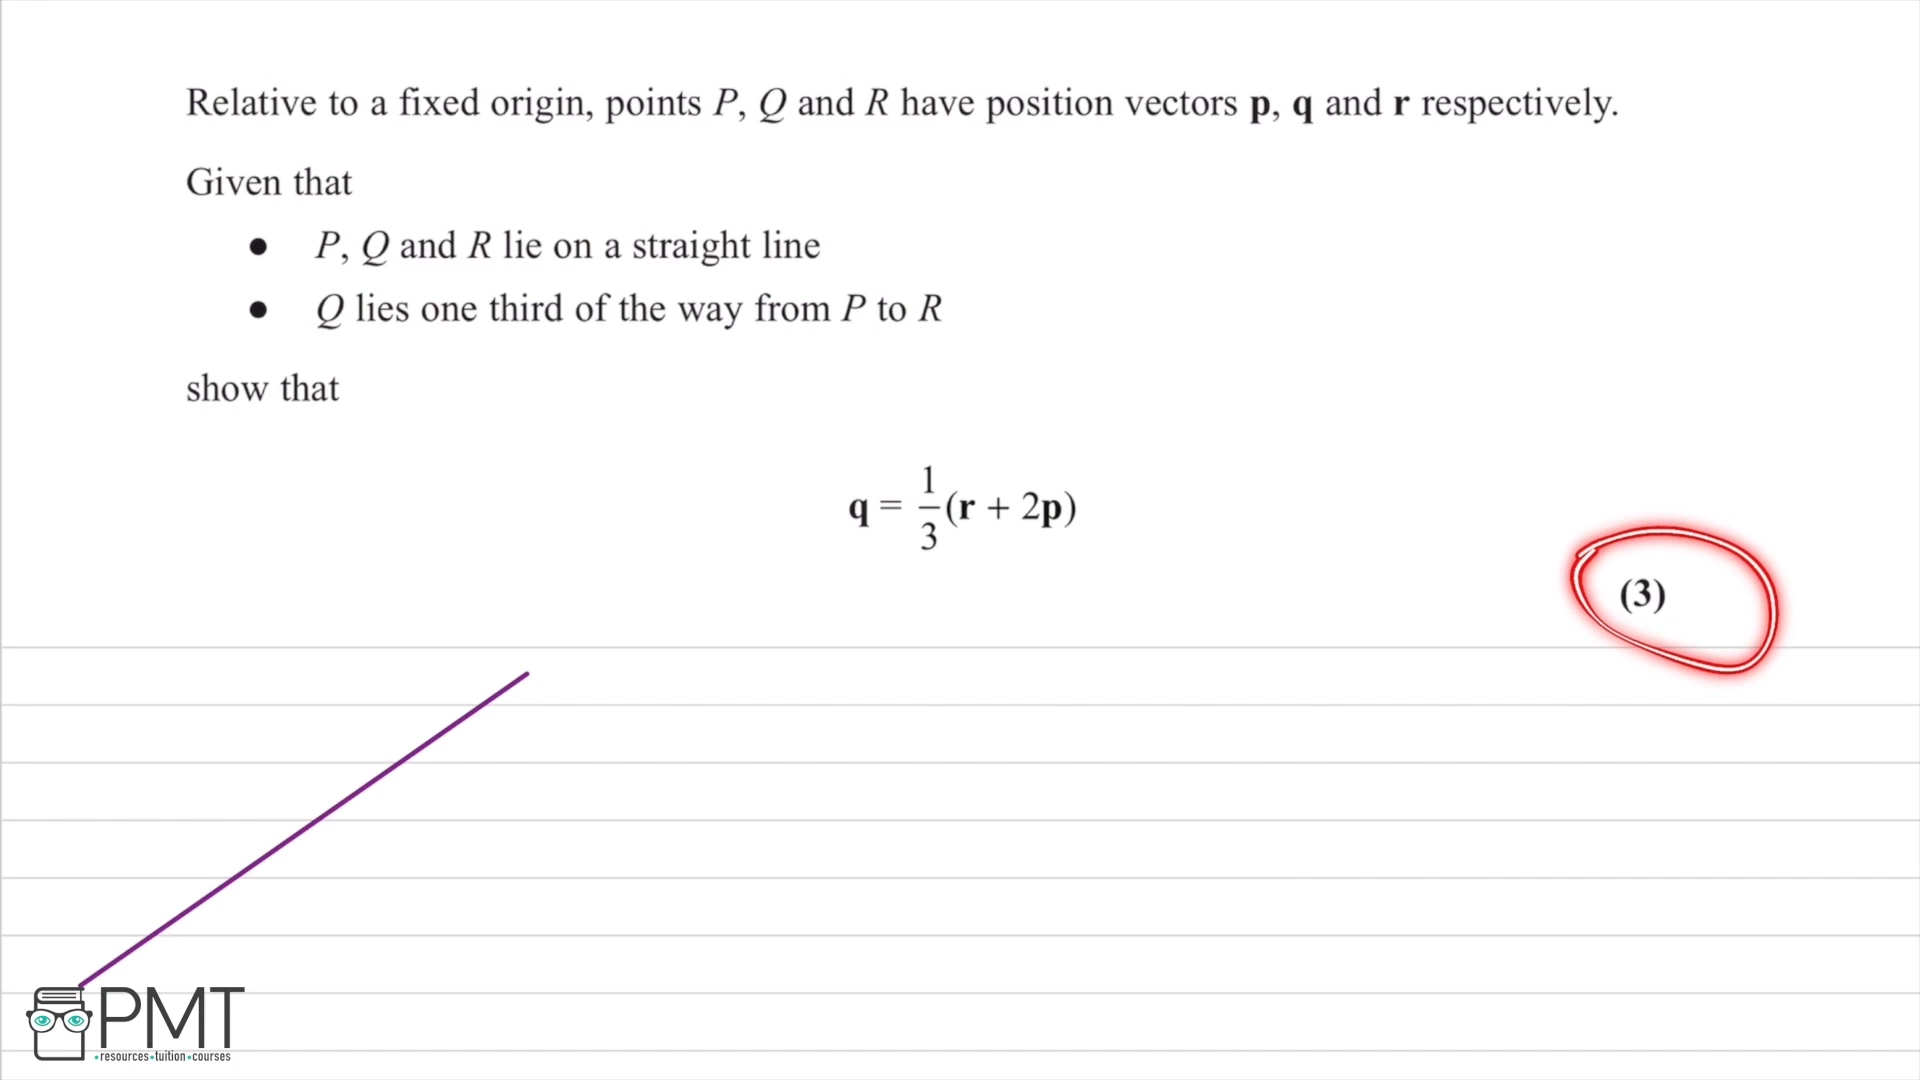 Relative to a fixed origin, points P, Q and R have position vectors p, q and r respectively.
Given that
● P, Q and R lie on a straight line
● Q lies one third of the way from P to R
show that
q = 1/3 (r + 2p)
(3)
PMT
•resources•tuition•courses